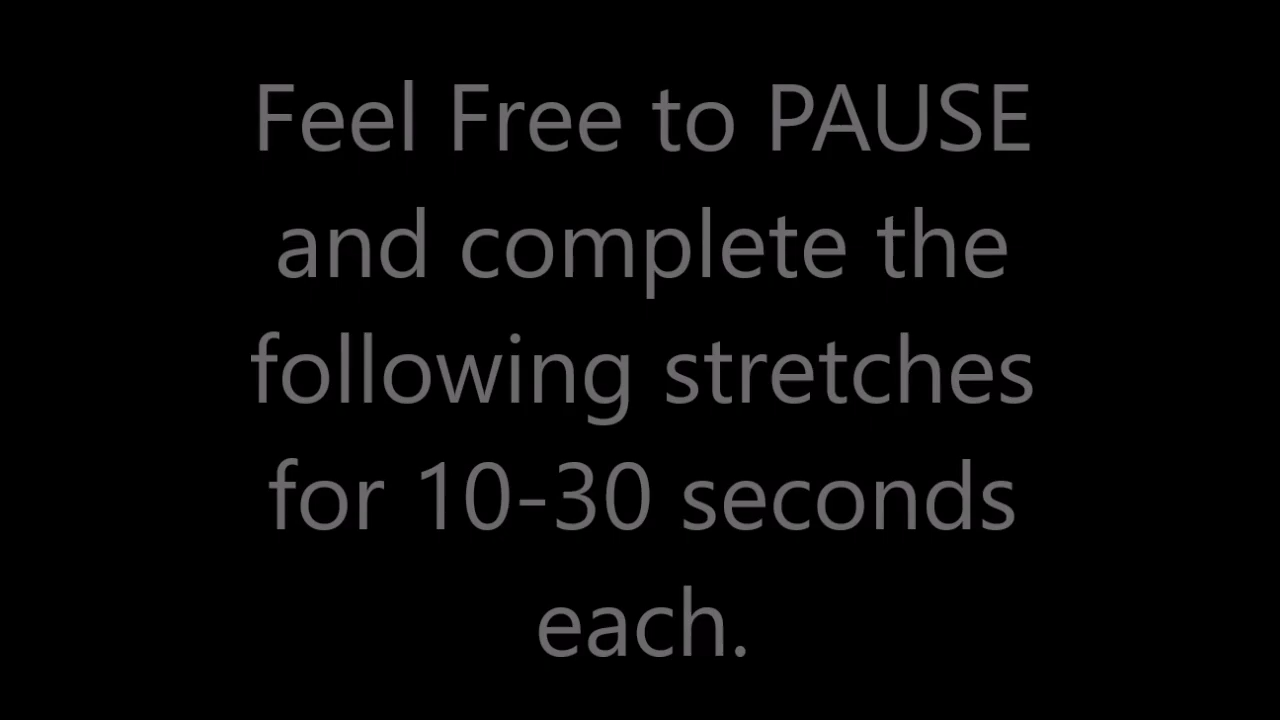 Feel Free to PAUSE
and complete the
following stretches
for 10-30 seconds
each.